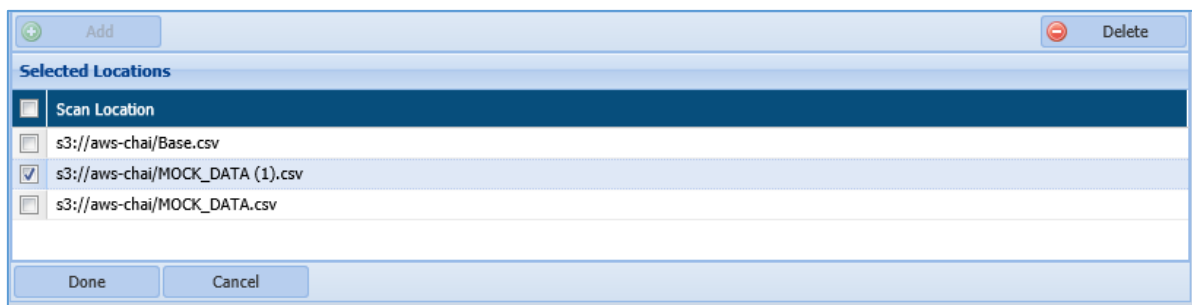 Add Delete
Selected Locations
Scan Location
s3://aws-chai/Base.csv
s3://aws-chai/MOCK_DATA (1).csv
s3://aws-chai/MOCK_DATA.csv
Done Cancel